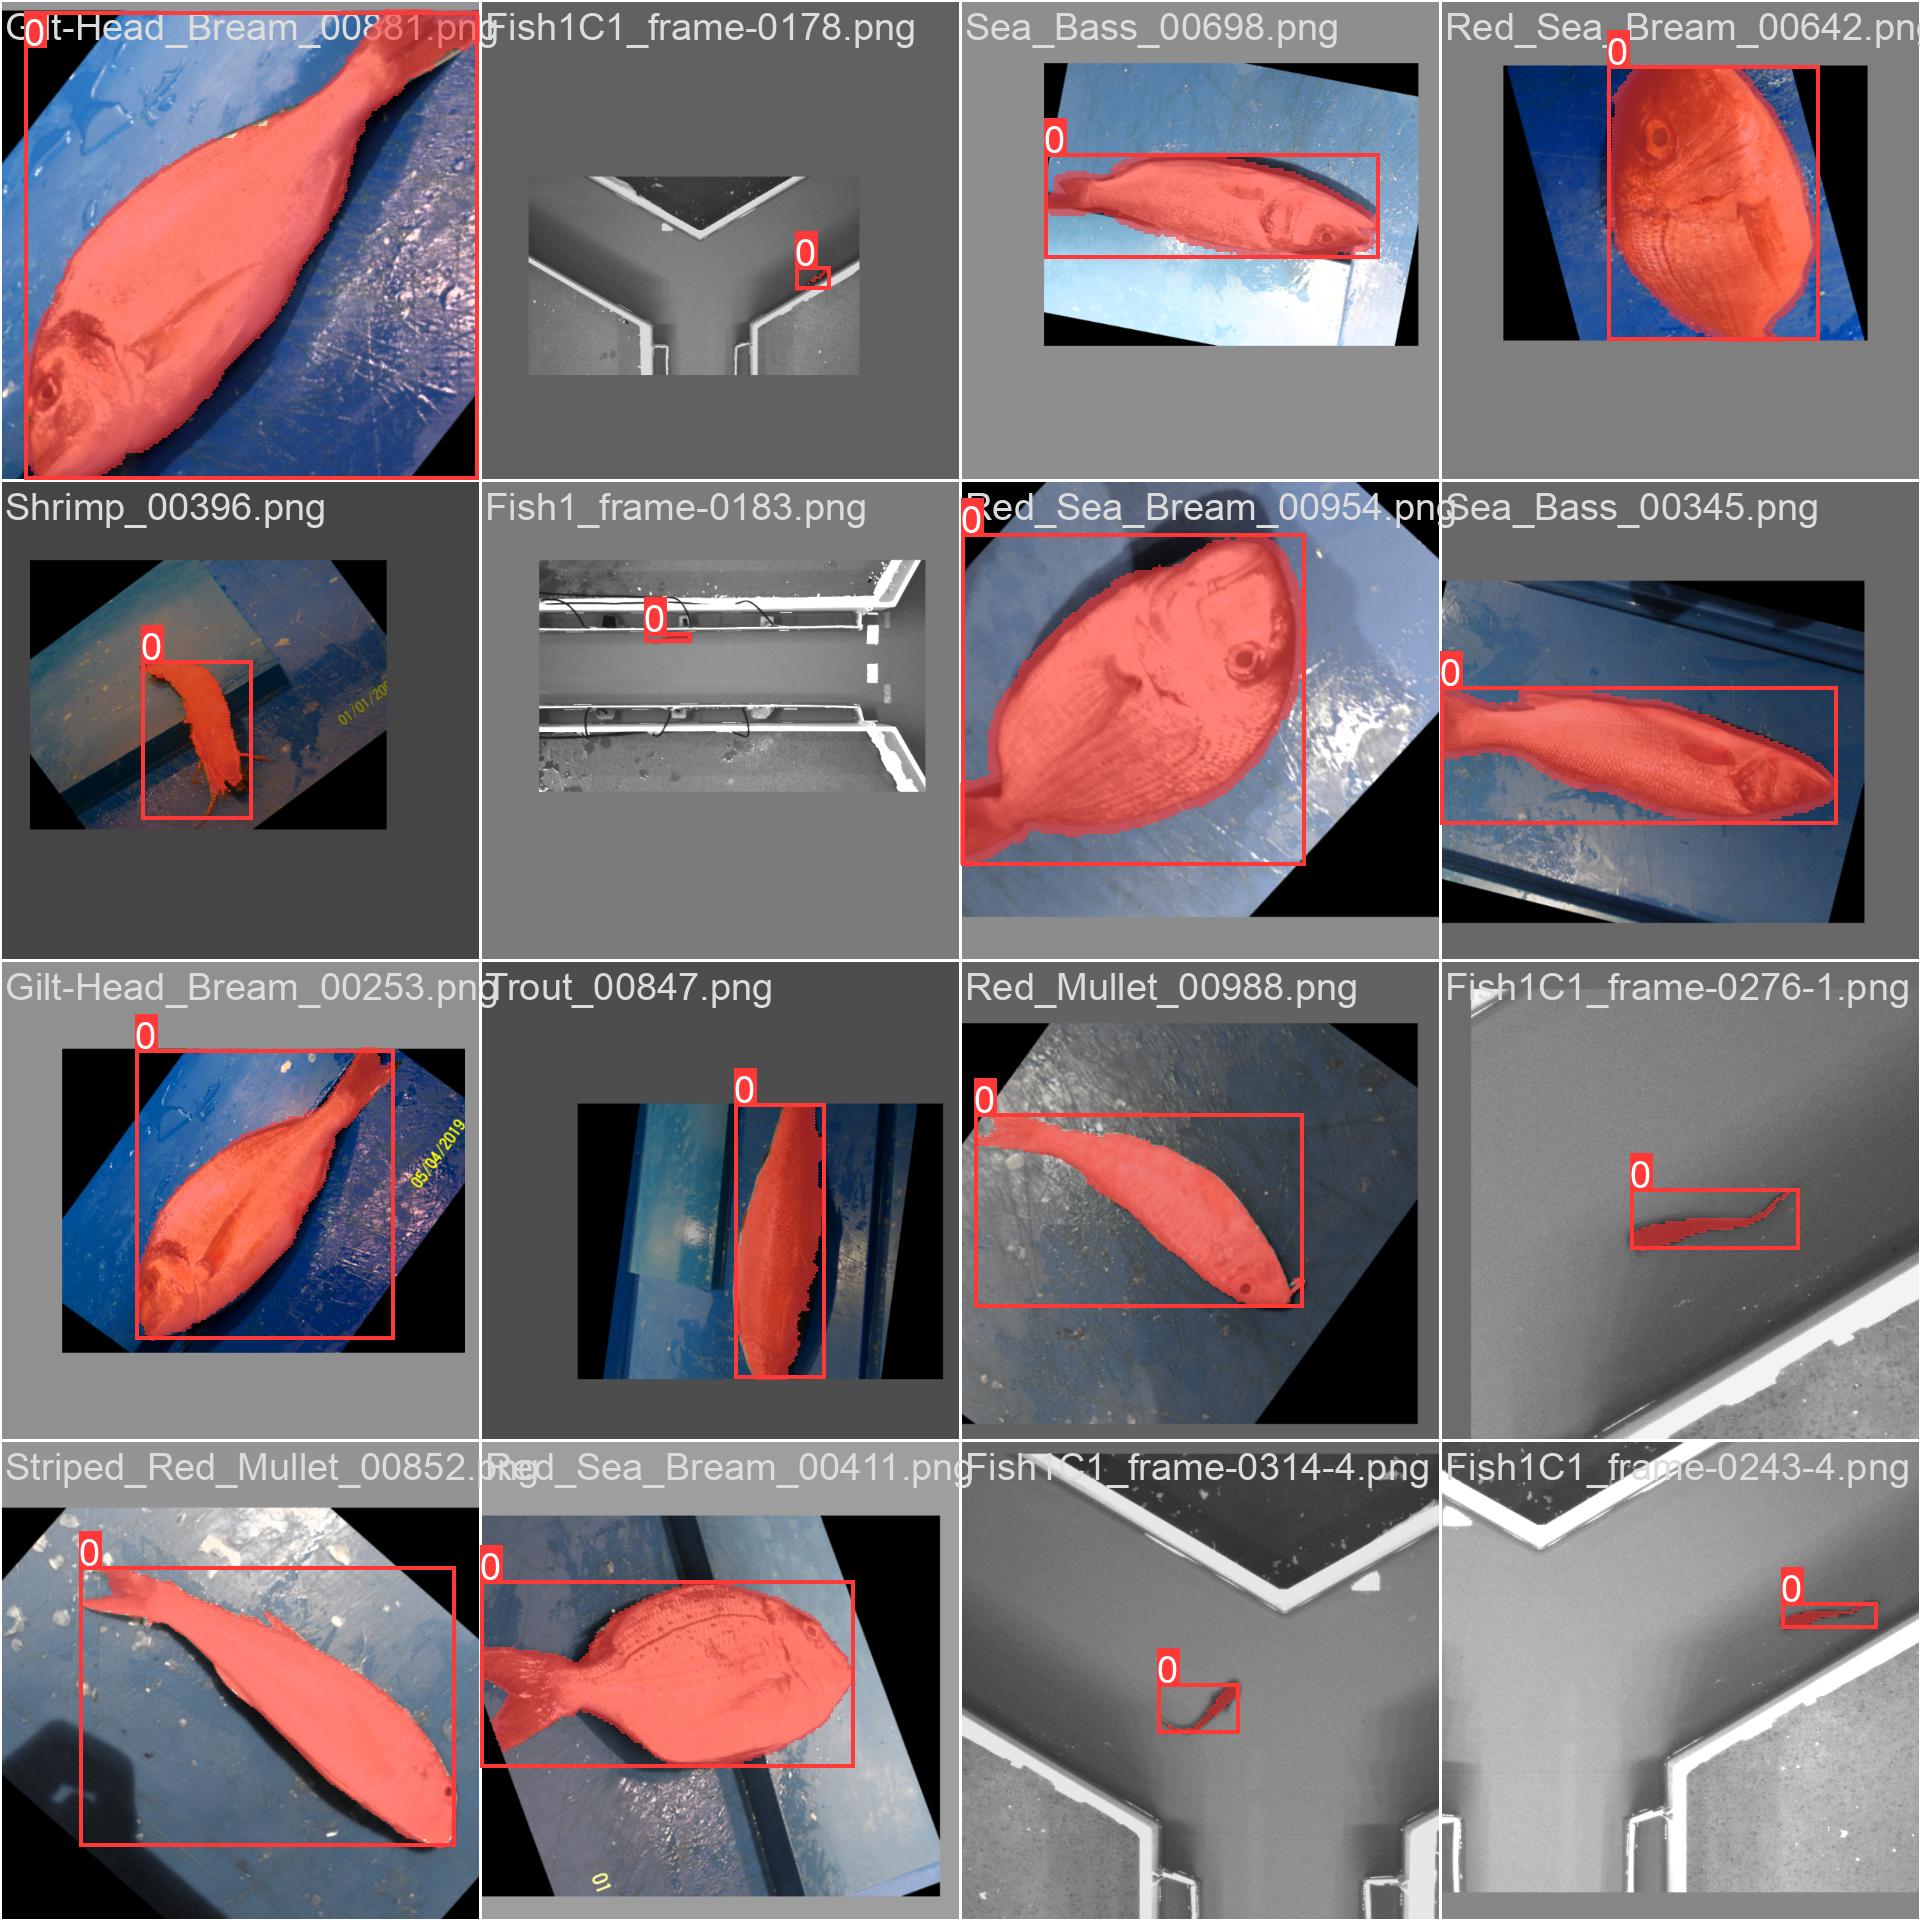 Gilt-Head_Bream_00881.png
0
Fish1C1_frame-0178.png
0
Sea_Bass_00698.png
0
Red_Sea_Bream_00642.png
0
Shrimp_00396.png
0
01/01/200
Fish1_frame-0183.png
0
Red_Sea_Bream_00954.png
0
Sea_Bass_00345.png
0
Gilt-Head_Bream_00253.png
0
05/04/2019
Trout_00847.png
0
Red_Mullet_00988.png
0
Fish1C1_frame-0276-1.png
0
Striped_Red_Mullet_00852.png
0
Red_Sea_Bream_00411.png
0
01
Fish1C1_frame-0314-4.png
0
Fish1C1_frame-0243-4.png
0